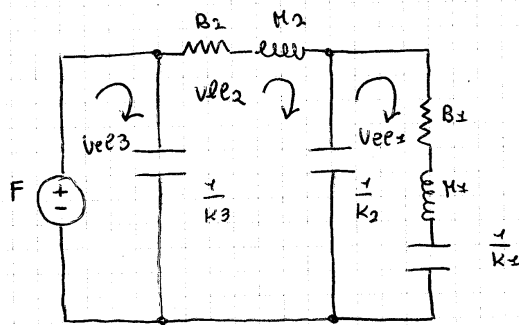 B2 M2
vel2
vel3
vel1
B1
F + -
1/K3
1/K2
M1
1/K1